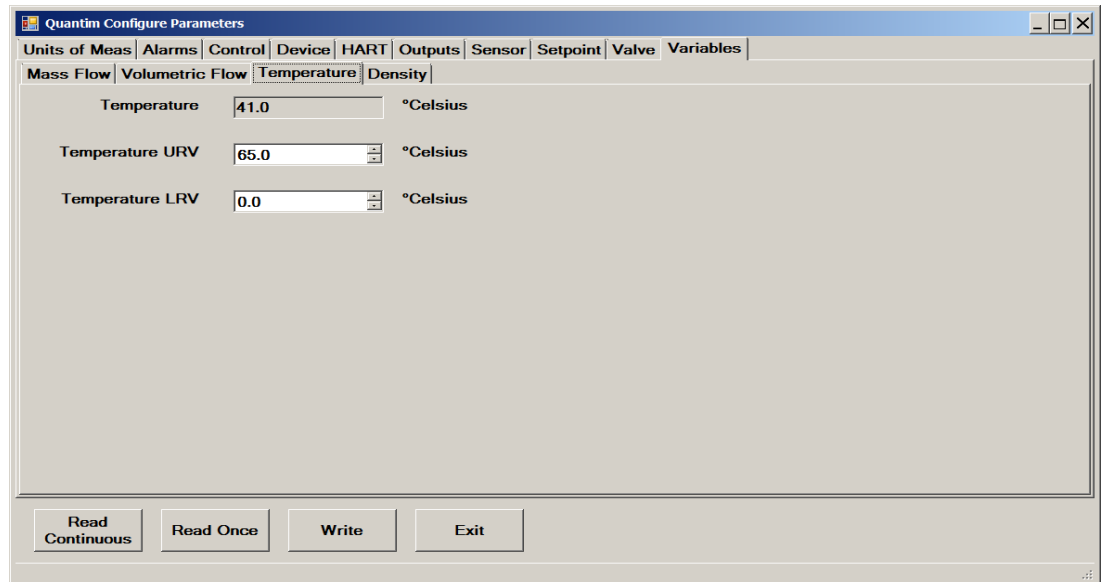 Quantim Configure Parameters
Units of Meas Alarms Control Device HART Outputs Sensor Setpoint Valve Variables
Mass Flow Volumetric Flow Temperature Density
Temperature 41.0 °Celsius
Temperature URV 65.0 °Celsius
Temperature LRV 0.0 °Celsius
Read Continuous Read Once Write Exit